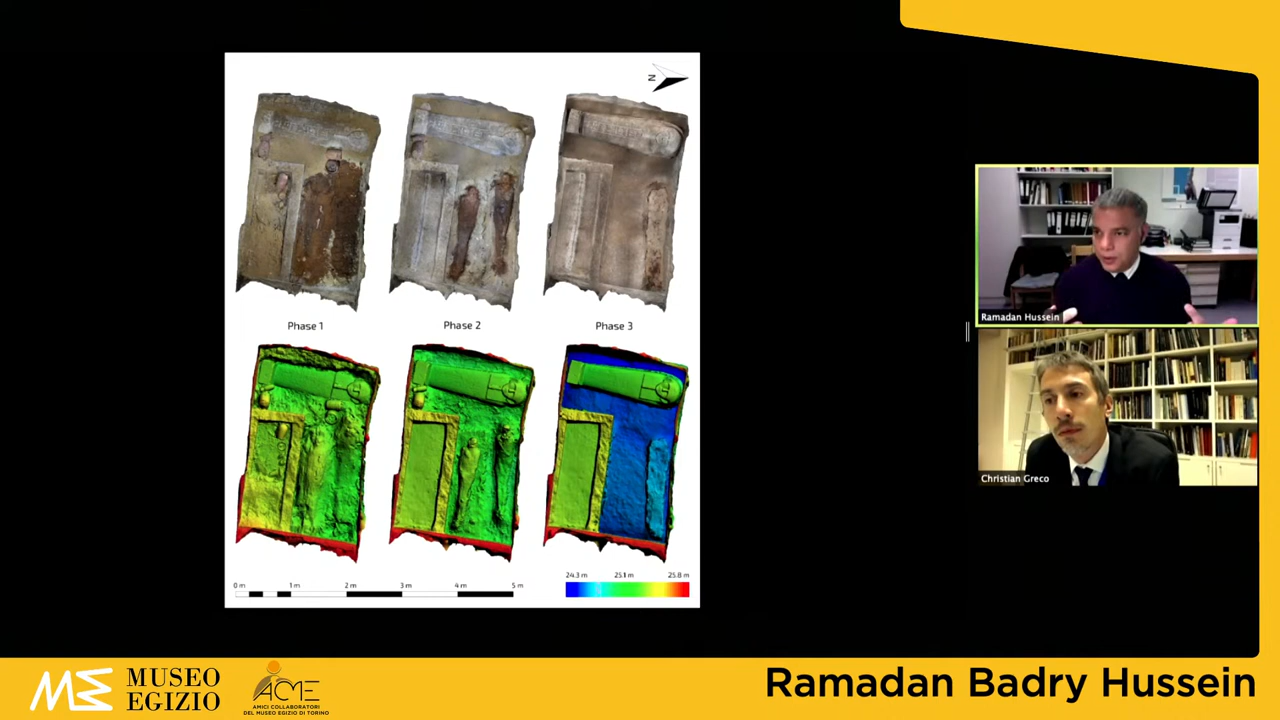 N
Phase 1
Phase 2
Phase 3
0 m
1 m
2 m
3 m
4 m
5 m
24.3 m
25.1 m
25.8 m
Ramadan Hussein
Christian Greco
MUSEO
EGIZIO
ACME
AMICI COLLABORATORI
DEL MUSEO EGIZIO DI TORINO
Ramadan Badry Hussein